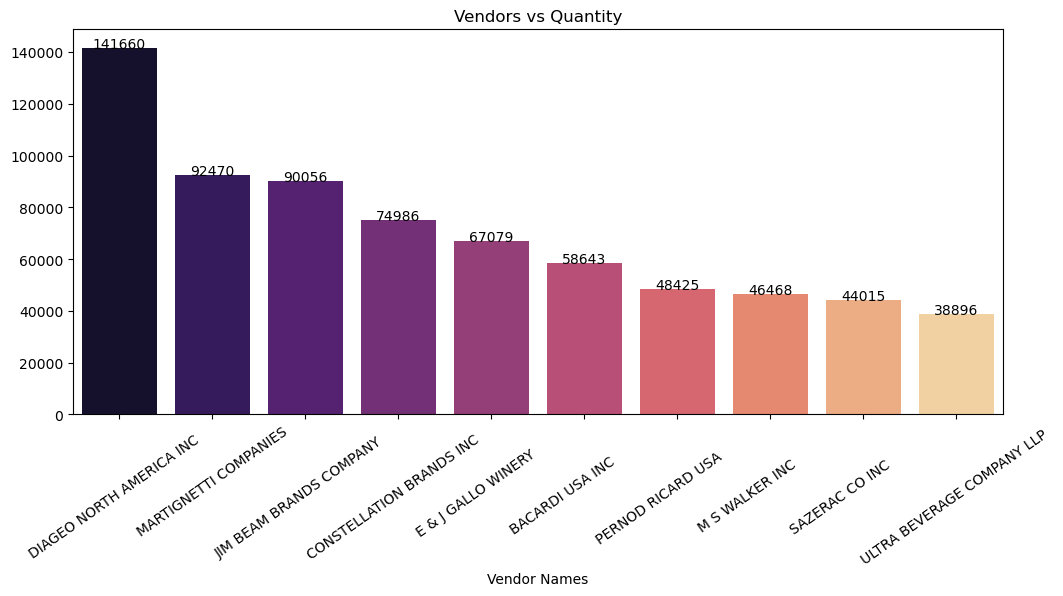 Vendors vs Quantity
140000
120000
100000
80000
60000
40000
20000
0
141660
92470
90056
74986
67079
58643
48425
46468
44015
38896
DIAGEO NORTH AMERICA INC
MARTIGNETTI COMPANIES
JIM BEAM BRANDS COMPANY
CONSTELLATION BRANDS INC
E & J GALLO WINERY
BACARDI USA INC
PERNOD RICARD USA
M S WALKER INC
SAZERAC CO INC
ULTRA BEVERAGE COMPANY LLP
Vendor Names